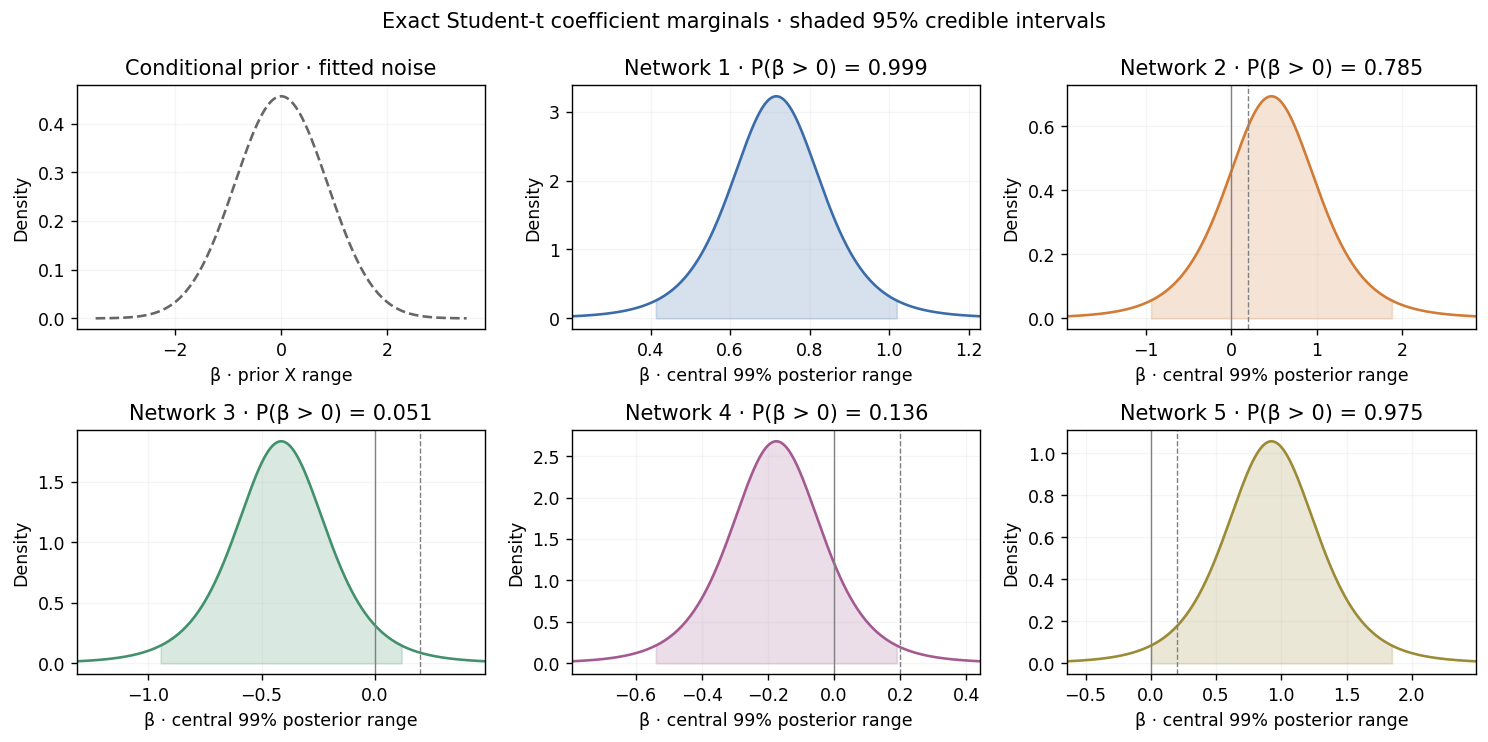 Exact Student-t coefficient marginals · shaded 95% credible intervals
Conditional prior · fitted noise
Density
0.4
0.3
0.2
0.1
0.0
−2
0
2
β · prior X range
Network 1 · P(β > 0) = 0.999
Density
3
2
1
0
0.4
0.6
0.8
1.0
1.2
β · central 99% posterior range
Network 2 · P(β > 0) = 0.785
Density
0.6
0.4
0.2
0.0
−1
0
1
2
β · central 99% posterior range
Network 3 · P(β > 0) = 0.051
Density
1.5
1.0
0.5
0.0
−1.0
−0.5
0.0
β · central 99% posterior range
Network 4 · P(β > 0) = 0.136
Density
2.5
2.0
1.5
1.0
0.5
0.0
−0.6
−0.4
−0.2
0.0
0.2
0.4
β · central 99% posterior range
Network 5 · P(β > 0) = 0.975
Density
1.0
0.8
0.6
0.4
0.2
0.0
−0.5
0.0
0.5
1.0
1.5
2.0
β · central 99% posterior range